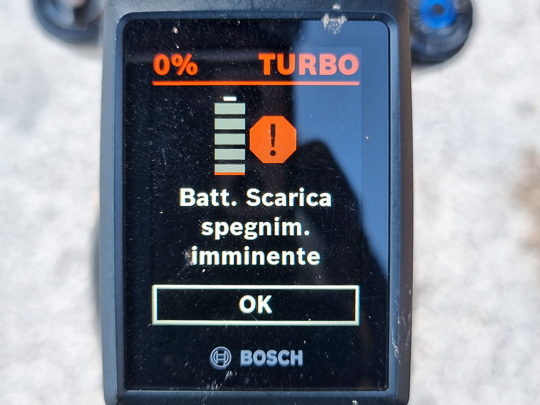 0% TURBO
Batt. Scarica
spegnim.
imminente
OK
BOSCH